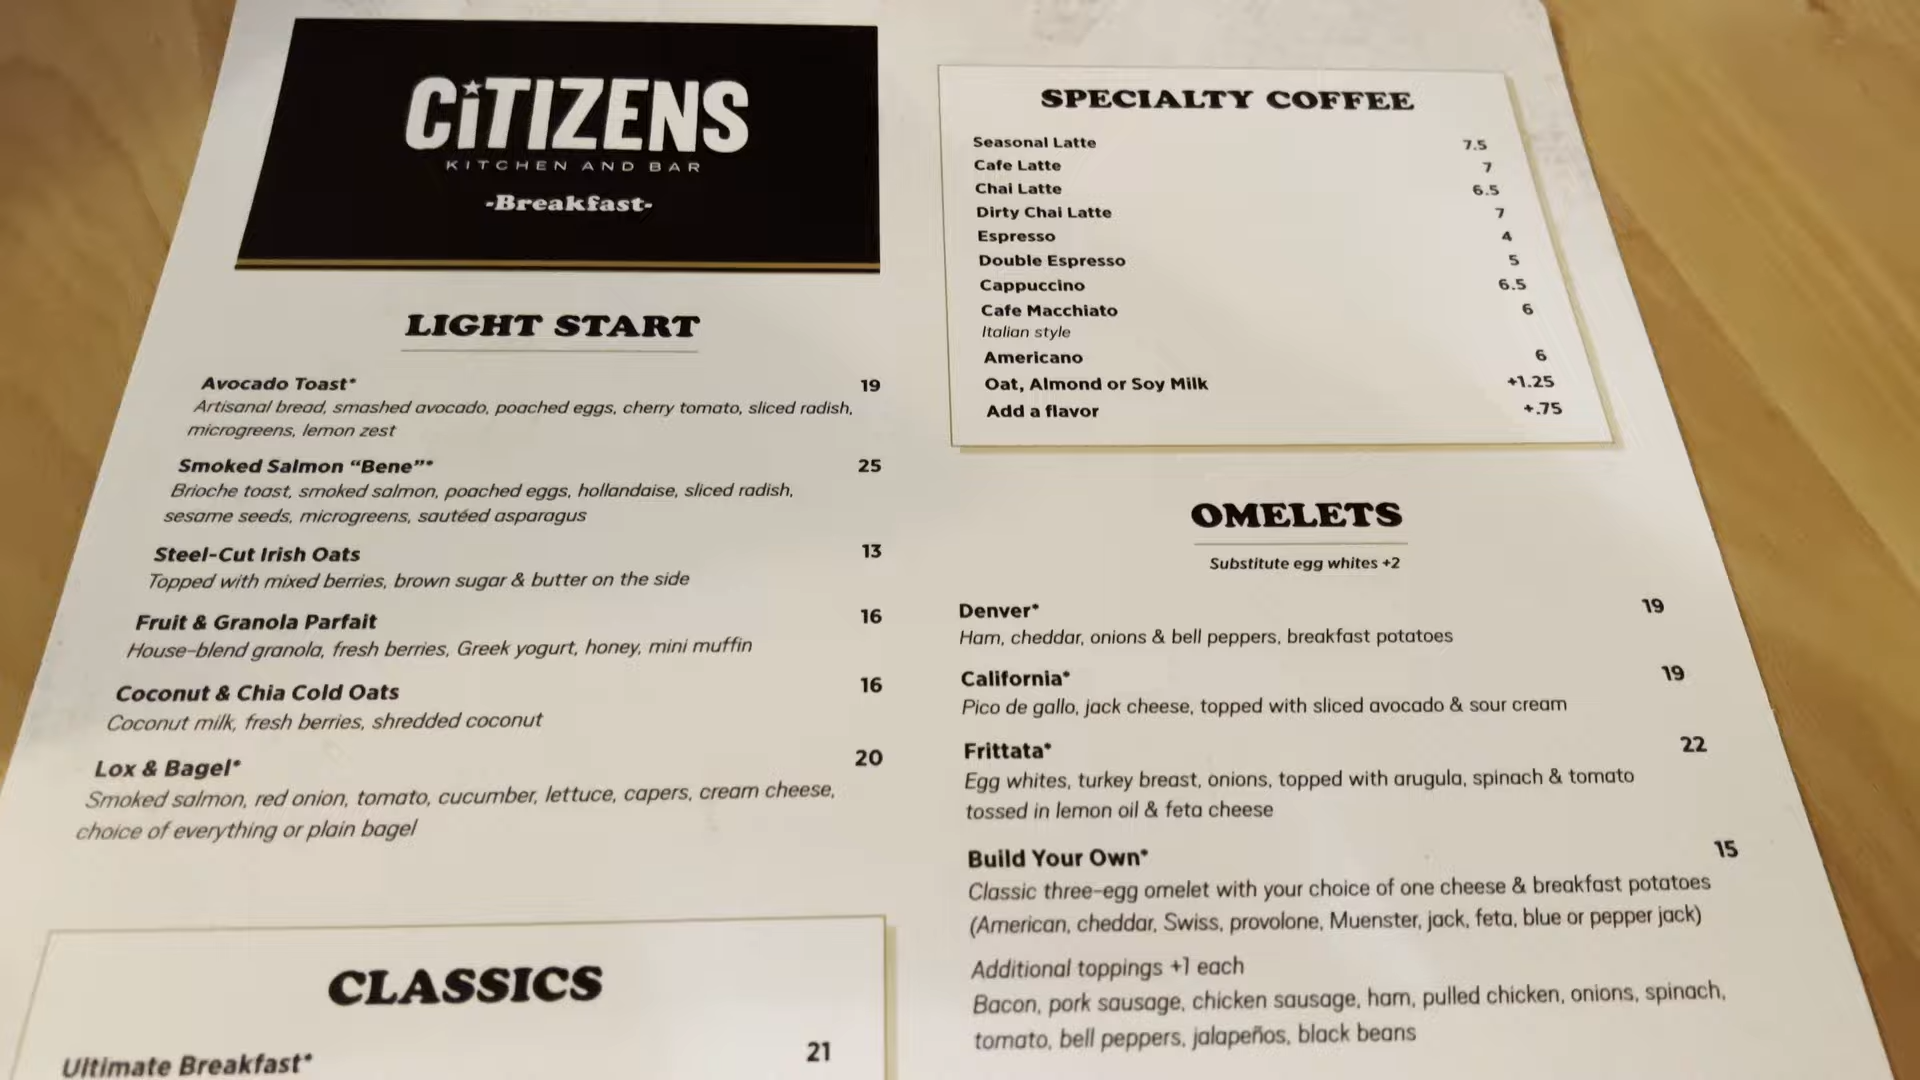 CiTIZENS
KITCHEN AND BAR
-Breakfast-
LIGHT START
Avocado Toast* 19
Artisanal bread, smashed avocado, poached eggs, cherry tomato, sliced radish,
microgreens, lemon zest
Smoked Salmon “Bene”* 25
Brioche toast, smoked salmon, poached eggs, hollandaise, sliced radish,
sesame seeds, microgreens, sautéed asparagus
Steel-Cut Irish Oats 13
Topped with mixed berries, brown sugar & butter on the side
Fruit & Granola Parfait 16
House-blend granola, fresh berries, Greek yogurt, honey, mini muffin
Coconut & Chia Cold Oats 16
Coconut milk, fresh berries, shredded coconut
Lox & Bagel* 20
Smoked salmon, red onion, tomato, cucumber, lettuce, capers, cream cheese,
choice of everything or plain bagel
CLASSICS
Ultimate Breakfast* 21
SPECIALTY COFFEE
Seasonal Latte 7.5
Cafe Latte 7
Chai Latte 6.5
Dirty Chai Latte 7
Espresso 4
Double Espresso 5
Cappuccino 6.5
Cafe Macchiato 6
Italian style
Americano 6
Oat, Almond or Soy Milk +1.25
Add a flavor +.75
OMELETS
Substitute egg whites +2
Denver* 19
Ham, cheddar, onions & bell peppers, breakfast potatoes
California* 19
Pico de gallo, jack cheese, topped with sliced avocado & sour cream
Frittata* 22
Egg whites, turkey breast, onions, topped with arugula, spinach & tomato
tossed in lemon oil & feta cheese
Build Your Own* 15
Classic three-egg omelet with your choice of one cheese & breakfast potatoes
(American, cheddar, Swiss, provolone, Muenster, jack, feta, blue or pepper jack)
Additional toppings +1 each
Bacon, pork sausage, chicken sausage, ham, pulled chicken, onions, spinach,
tomato, bell peppers, jalapeños, black beans